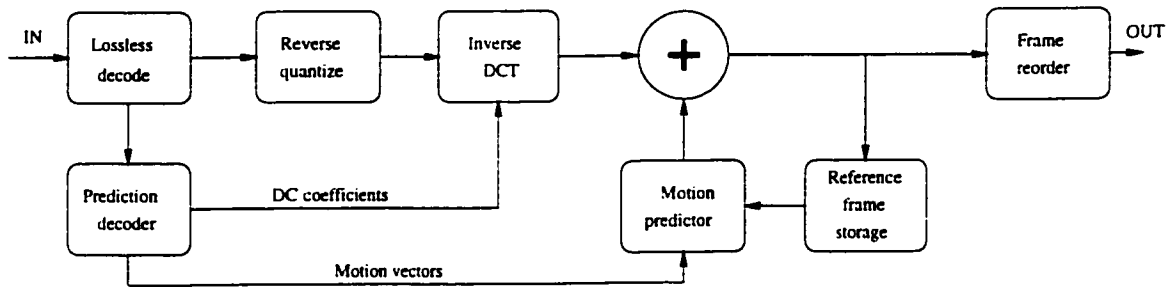 IN
Lossless
decode
Reverse
quantize
Inverse
DCT
+
Frame
reorder
OUT
Prediction
decoder
DC coefficients
Motion
predictor
Reference
frame
storage
Motion vectors